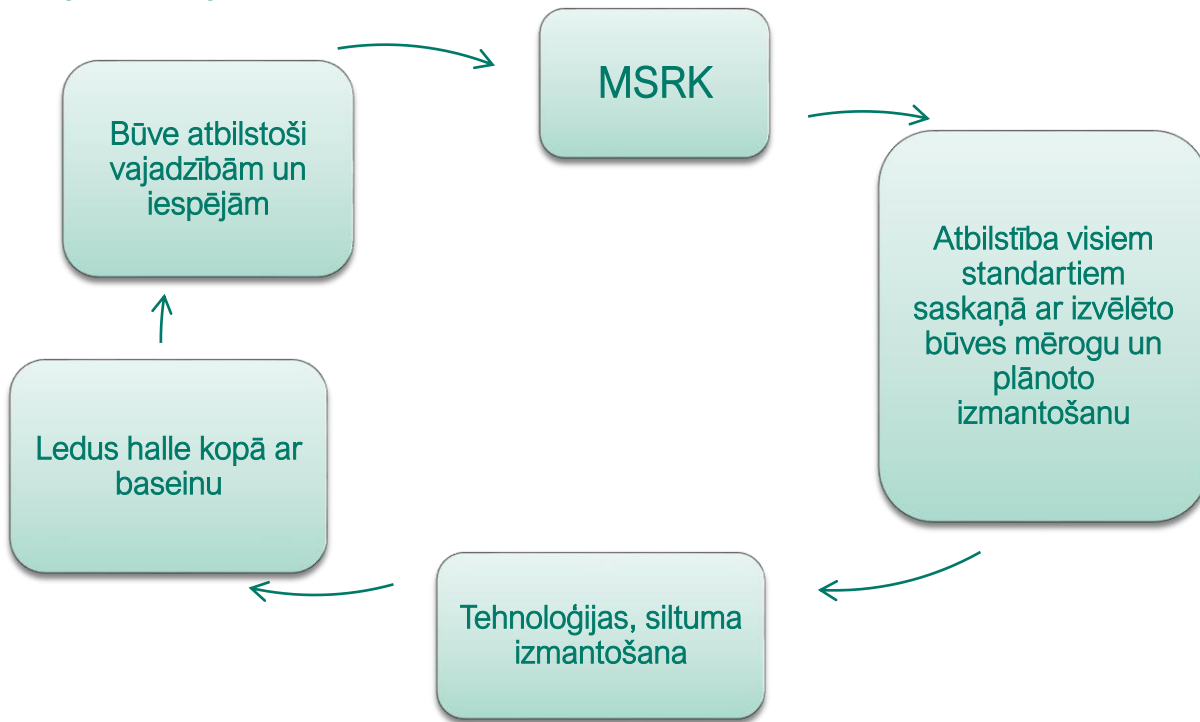 MSRK
Atbilstība visiem
standartiem
saskaņā ar izvēlēto
būves mērogu un
plānoto
izmantošanu
Tehnoloģijas, siltuma
izmantošana
Ledus halle kopā ar
baseinu
Būve atbilstoši
vajadzībām un
iespējām